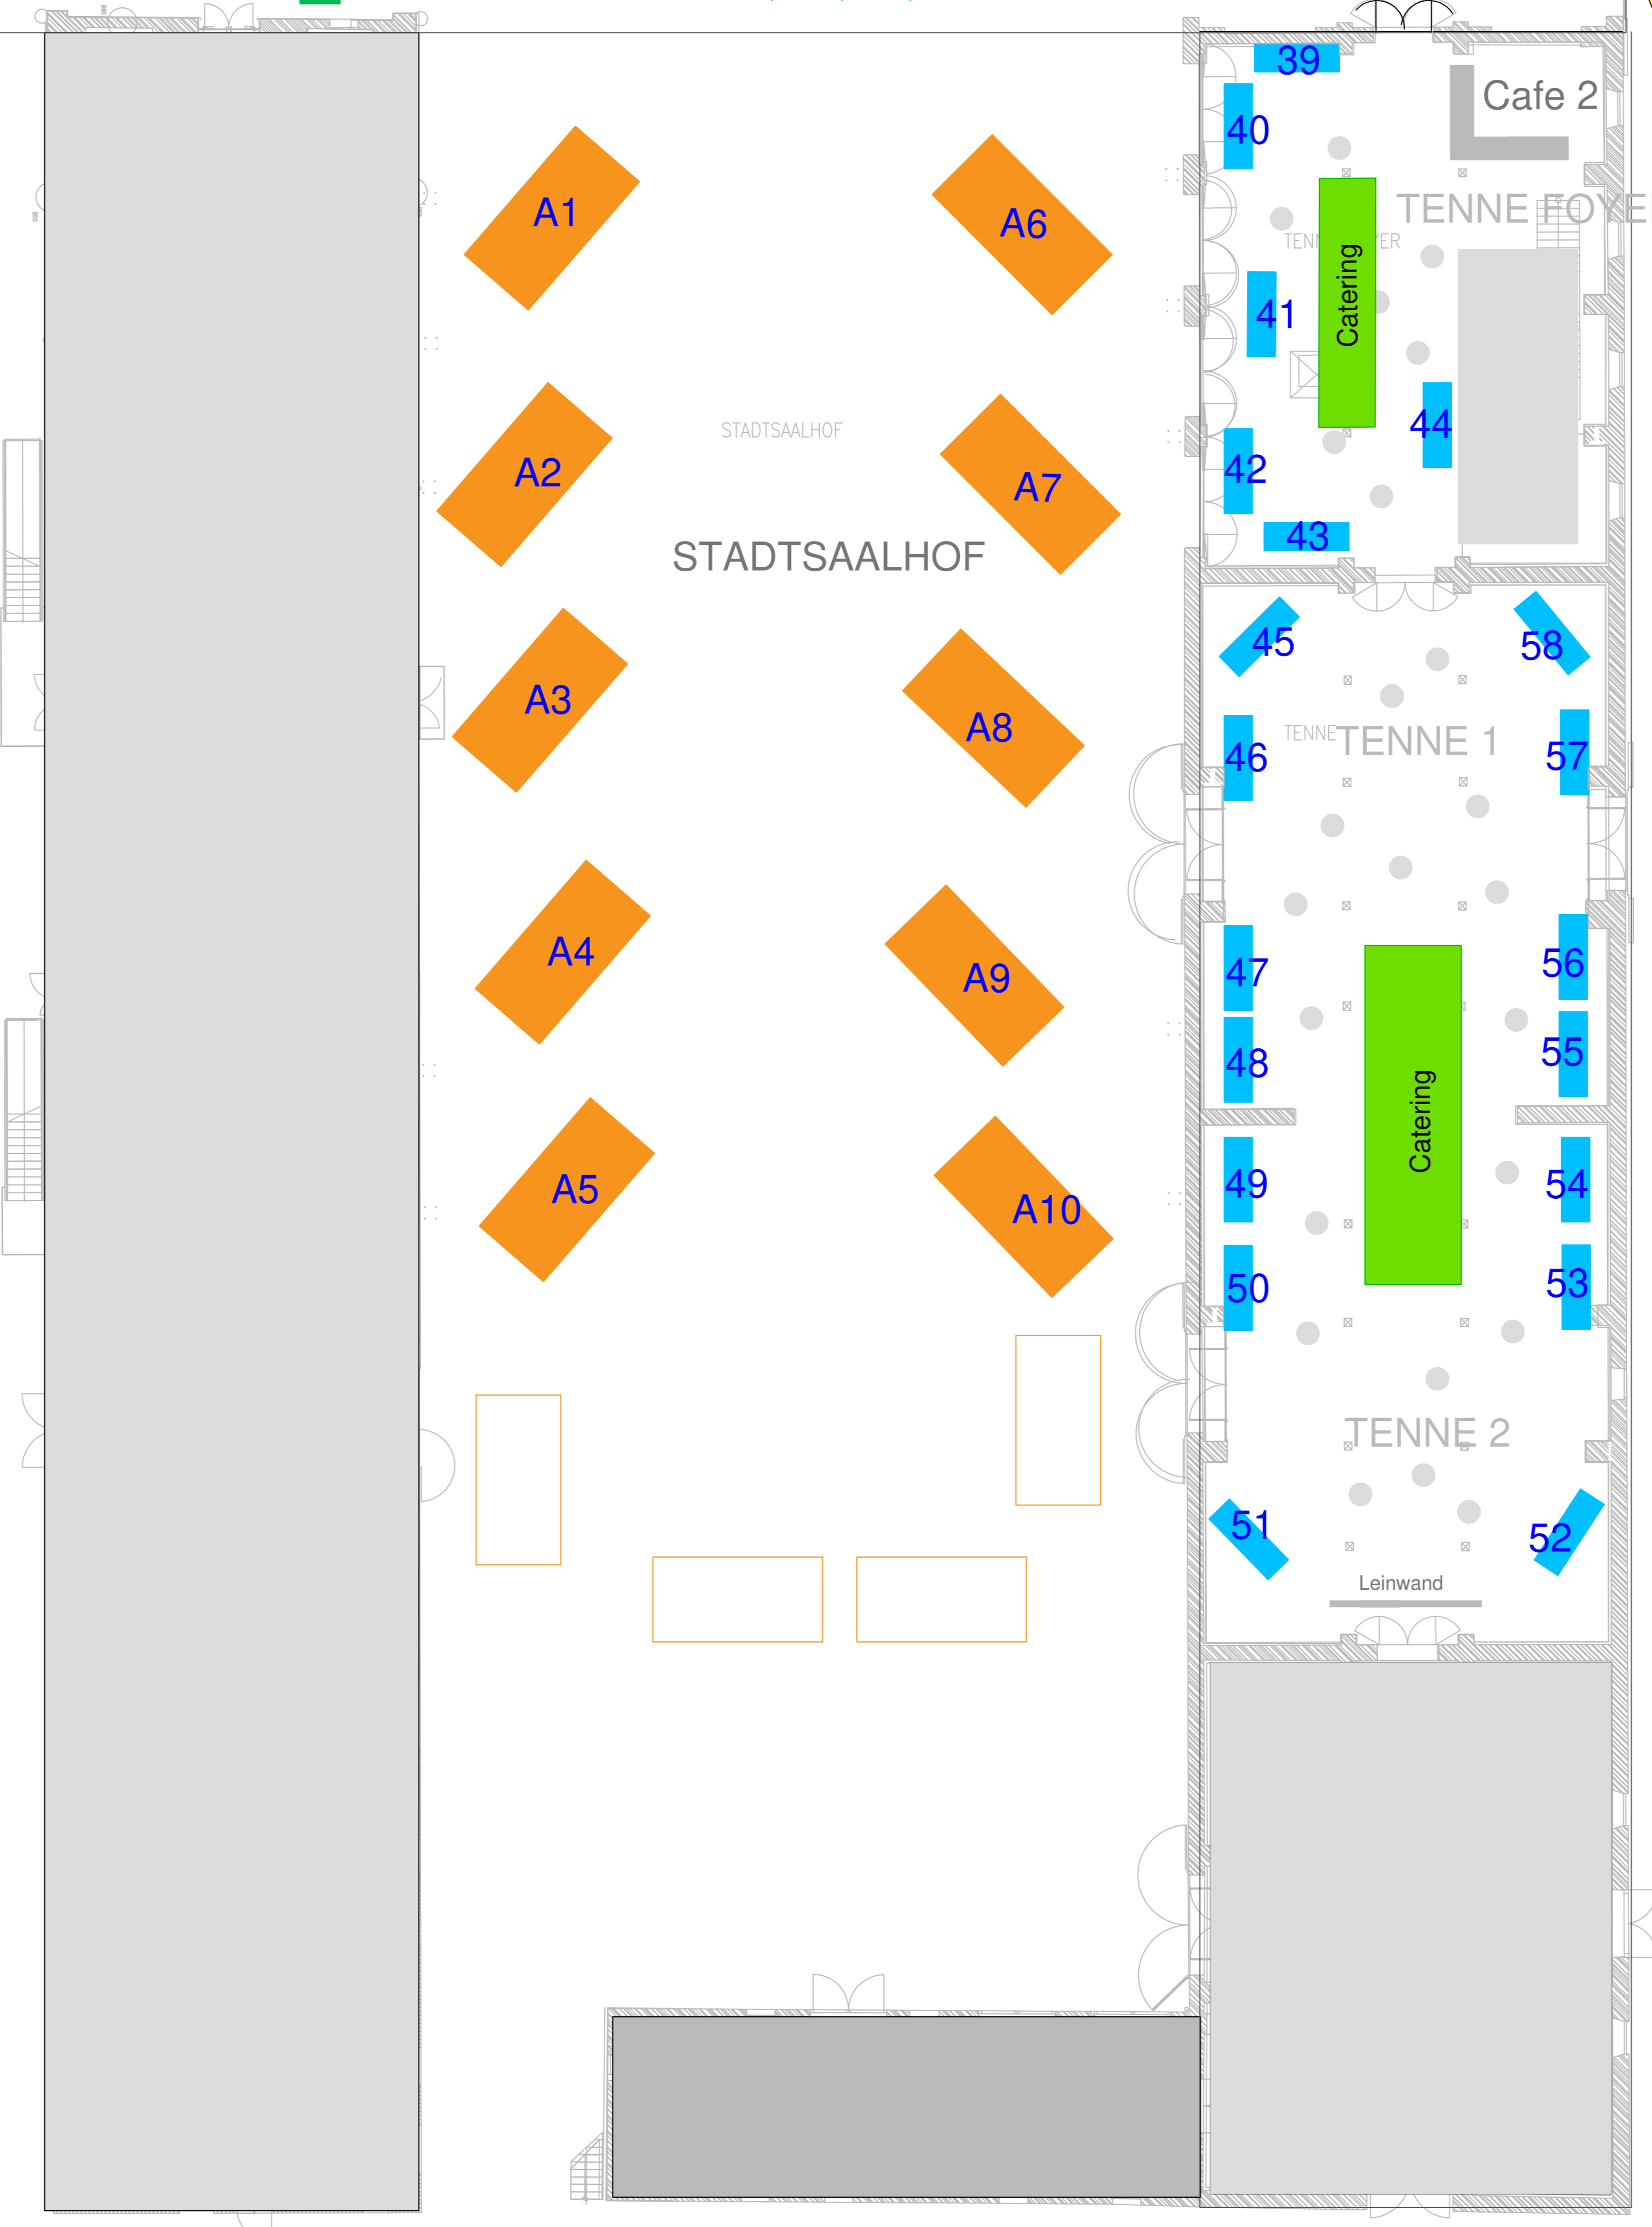 39
Cafe 2
40
A1
A6
TENNE FOYE
TENN
YER
Catering
41
44
STADTSAALHOF
42
A2
A7
43
STADTSAALHOF
45
58
A3
A8
TENNE
TENNE 1
46
57
A4
A9
47
56
48
55
Catering
A5
A10
49
54
50
53
TENNE 2
51
52
Leinwand